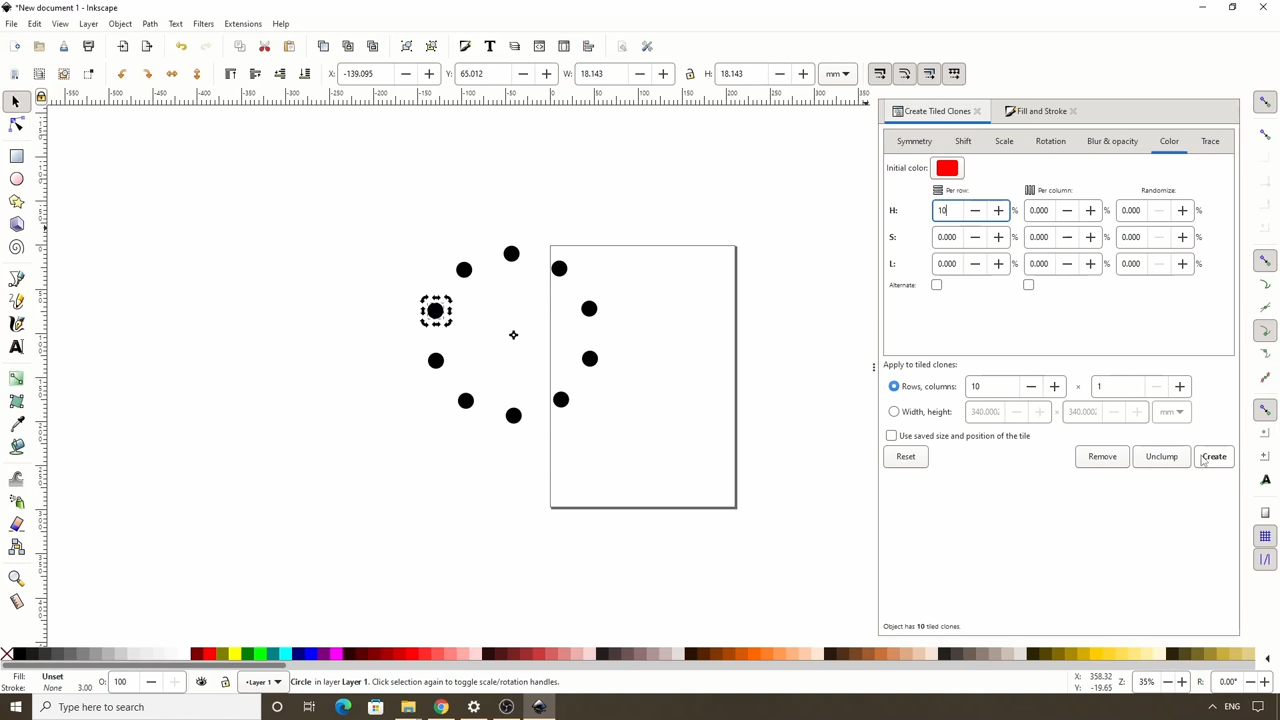 *New document 1 - Inkscape
File Edit View Layer Object Path Text Filters Extensions Help
X: -139.095 Y: 65.012 W: 18.143 H: 18.143 mm
Create Tiled Clones Fill and Stroke
Symmetry Shift Scale Rotation Blur & opacity Color Trace
Initial color:
Per row: Per column: Randomize:
H: 10 % 0.000 % 0.000 %
S: 0.000 % 0.000 % 0.000 %
L: 0.000 % 0.000 % 0.000 %
Alternate:
Apply to tiled clones:
Rows, columns: 10 × 1
Width, height: 340.000 × 340.000 mm
Use saved size and position of the tile
Reset Remove Unclump Create
Object has 10 tiled clones.
Fill: Unset O: 100 Layer 1 Circle in layer Layer 1. Click selection again to toggle scale/rotation handles. X: 358.32 Z: 35% R: 0.00°
Stroke: None 3.00 Y: -19.65
Type here to search ENG